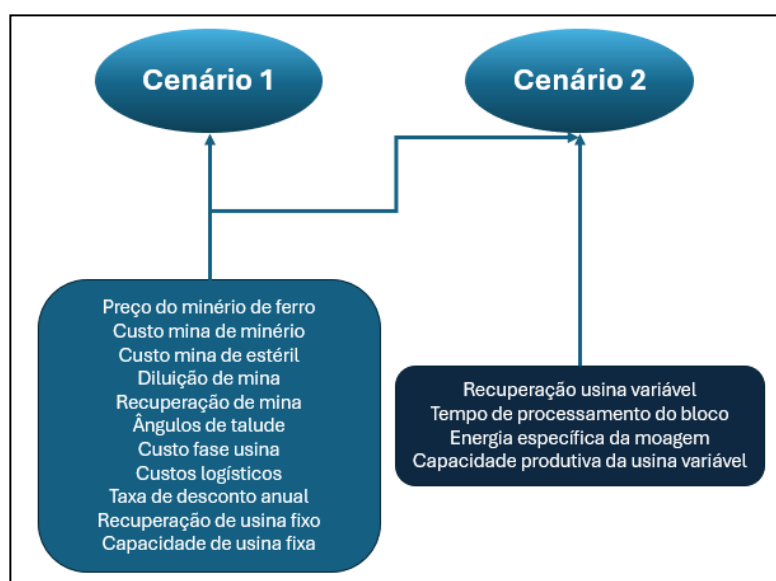 Cenário 1
Cenário 2
Preço do minério de ferro
Custo mina de minério
Custo mina de estéril
Diluição de mina
Recuperação de mina
Ângulos de talude
Custo fase usina
Custos logísticos
Taxa de desconto anual
Recuperação de usina fixo
Capacidade de usina fixa
Recuperação usina variável
Tempo de processamento do bloco
Energia específica da moagem
Capacidade produtiva da usina variável